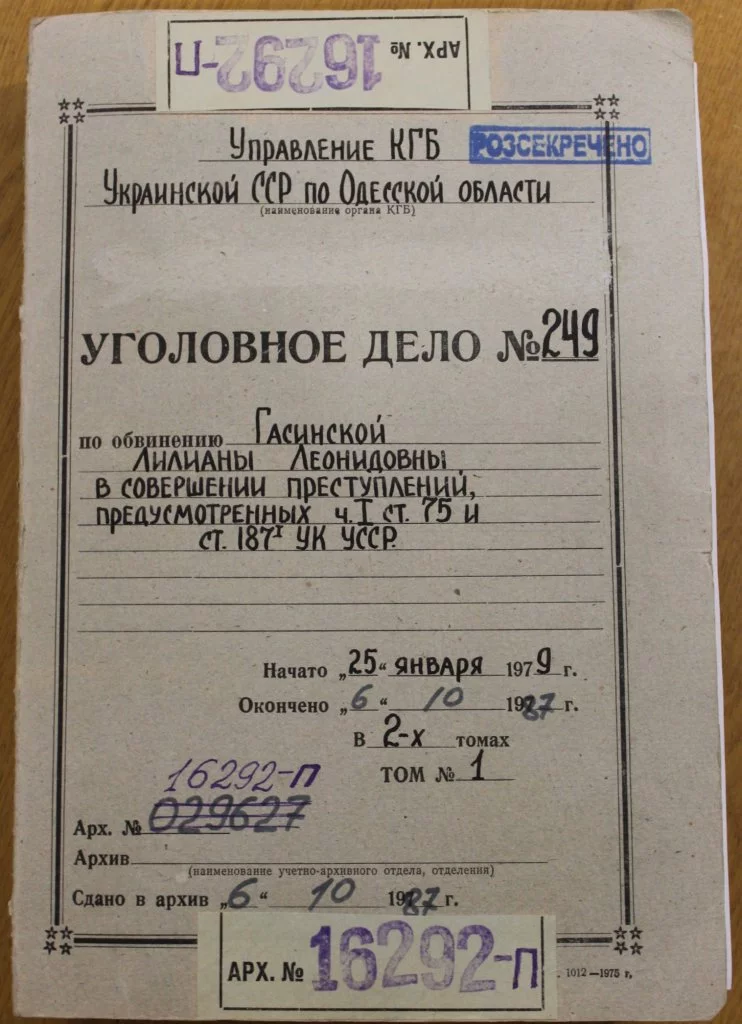 АРХ. № 16292-П
Управление КГБ РОЗСЕКРЕЧЕНО
Украинской ССР по Одесской области
(наименование органа КГБ)
УГОЛОВНОЕ ДЕЛО № 249
по обвинению Гасинской
Лилианы Леонидовны
в совершении преступлений,
предусмотренных ч. I ст. 75 и
ст. 187¹ УК УССР.
Начато „25“ января 1979 г.
Окончено „6“ 10 1987 г.
В 2-х томах
ТОМ № 1
16292-П
Арх. № 029627
Архив
(наименование учетно-архивного отдела, отделения)
Сдано в архив „6“ 10 1987 г.
АРХ. № 16292-П
1012—1975 г,